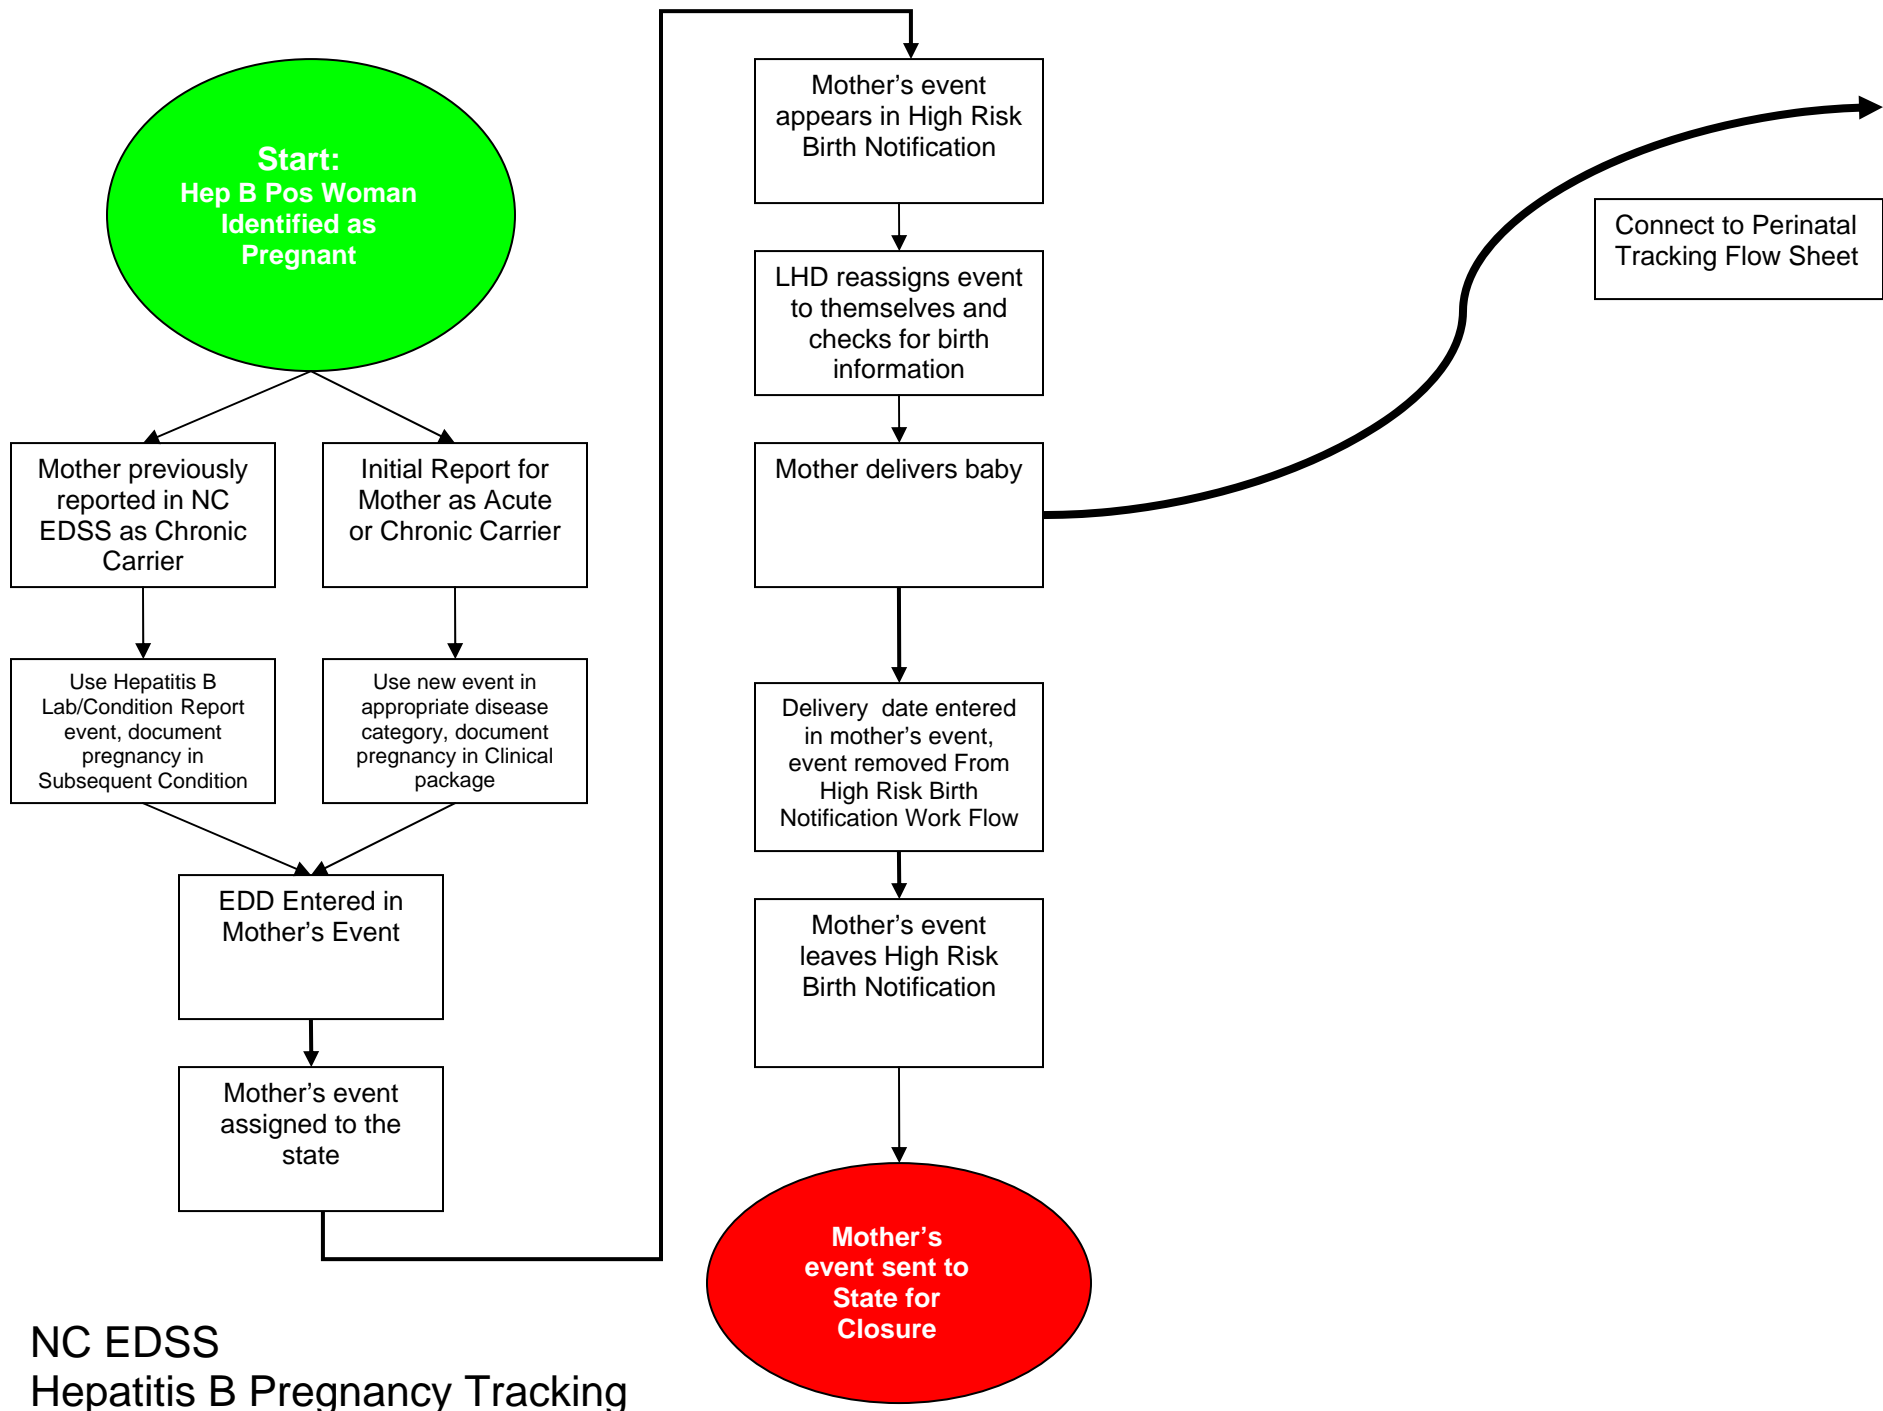 Start:
Hep B Pos Woman
Identified as
Pregnant
Mother previously
reported in NC
EDSS as Chronic
Carrier
Initial Report for
Mother as Acute
or Chronic Carrier
Use Hepatitis B
Lab/Condition Report
event, document
pregnancy in
Subsequent Condition
Use new event in
appropriate disease
category, document
pregnancy in Clinical
package
EDD Entered in
Mother’s Event
Mother’s event
assigned to the
state
Mother’s event
appears in High Risk
Birth Notification
LHD reassigns event
to themselves and
checks for birth
information
Mother delivers baby
Connect to Perinatal
Tracking Flow Sheet
Delivery  date entered
in mother’s event,
event removed From
High Risk Birth
Notification Work Flow
Mother’s event
leaves High Risk
Birth Notification
Mother’s
event sent to
State for
Closure
NC EDSS
Hepatitis B Pregnancy Tracking